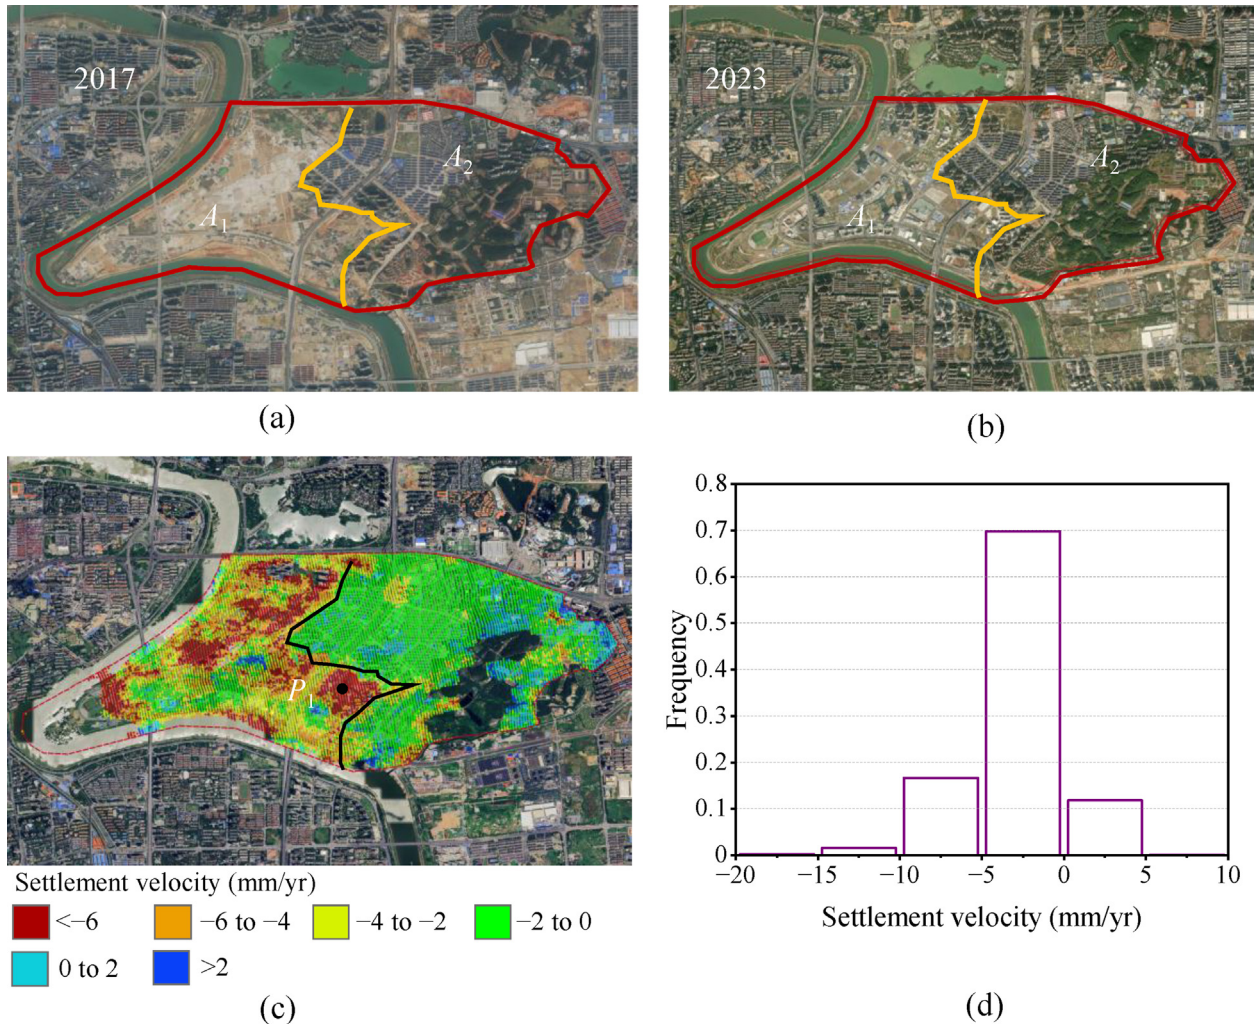 2017
A1
A2
(a)
2023
A1
A2
(b)
P1
Settlement velocity (mm/yr)
<−6
−6 to −4
−4 to −2
−2 to 0
0 to 2
>2
(c)
0.8
0.7
0.6
0.5
0.4
0.3
0.2
0.1
0
Frequency
−20
−15
−10
−5
0
5
10
Settlement velocity (mm/yr)
(d)